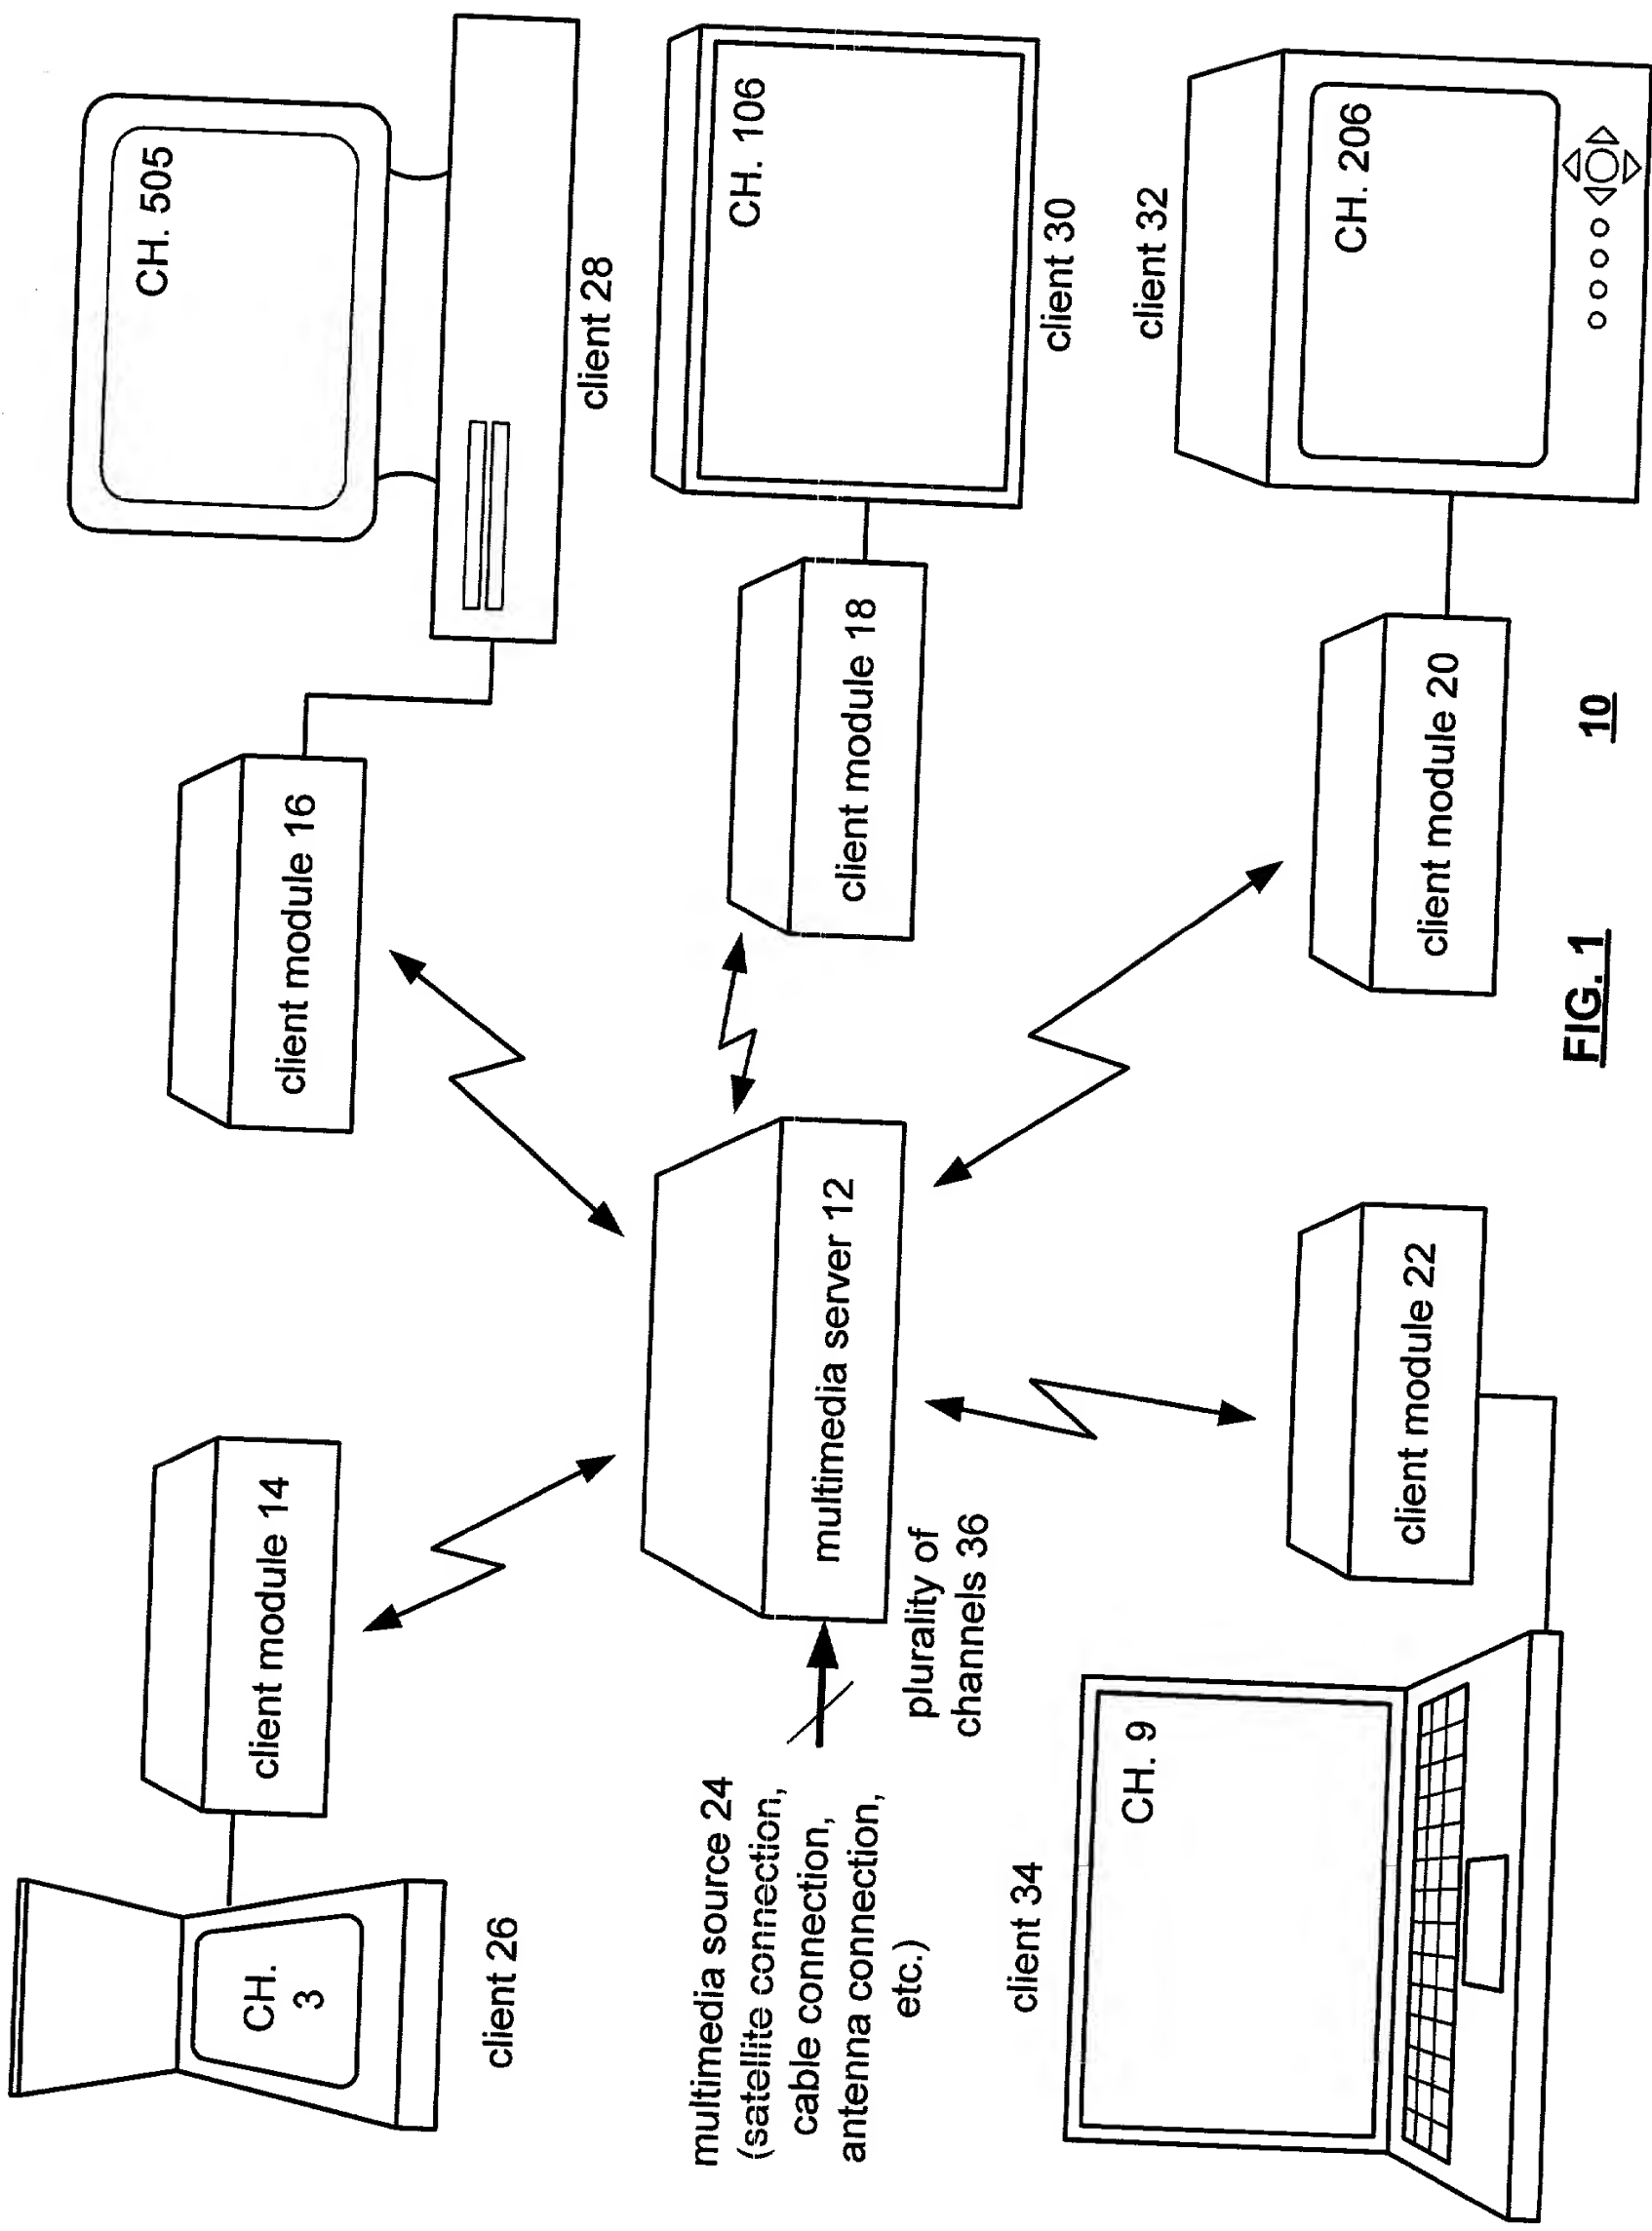 CH.
3
client 26
client module 14
client module 16
CH. 505
client 28
multimedia source 24
(satellite connection,
cable connection,
antenna connection,
etc.)
plurality of
channels 36
multimedia server 12
client module 18
CH. 106
client 30
client 34
CH. 9
client module 22
client module 20
client 32
CH. 206
FIG. 1
10